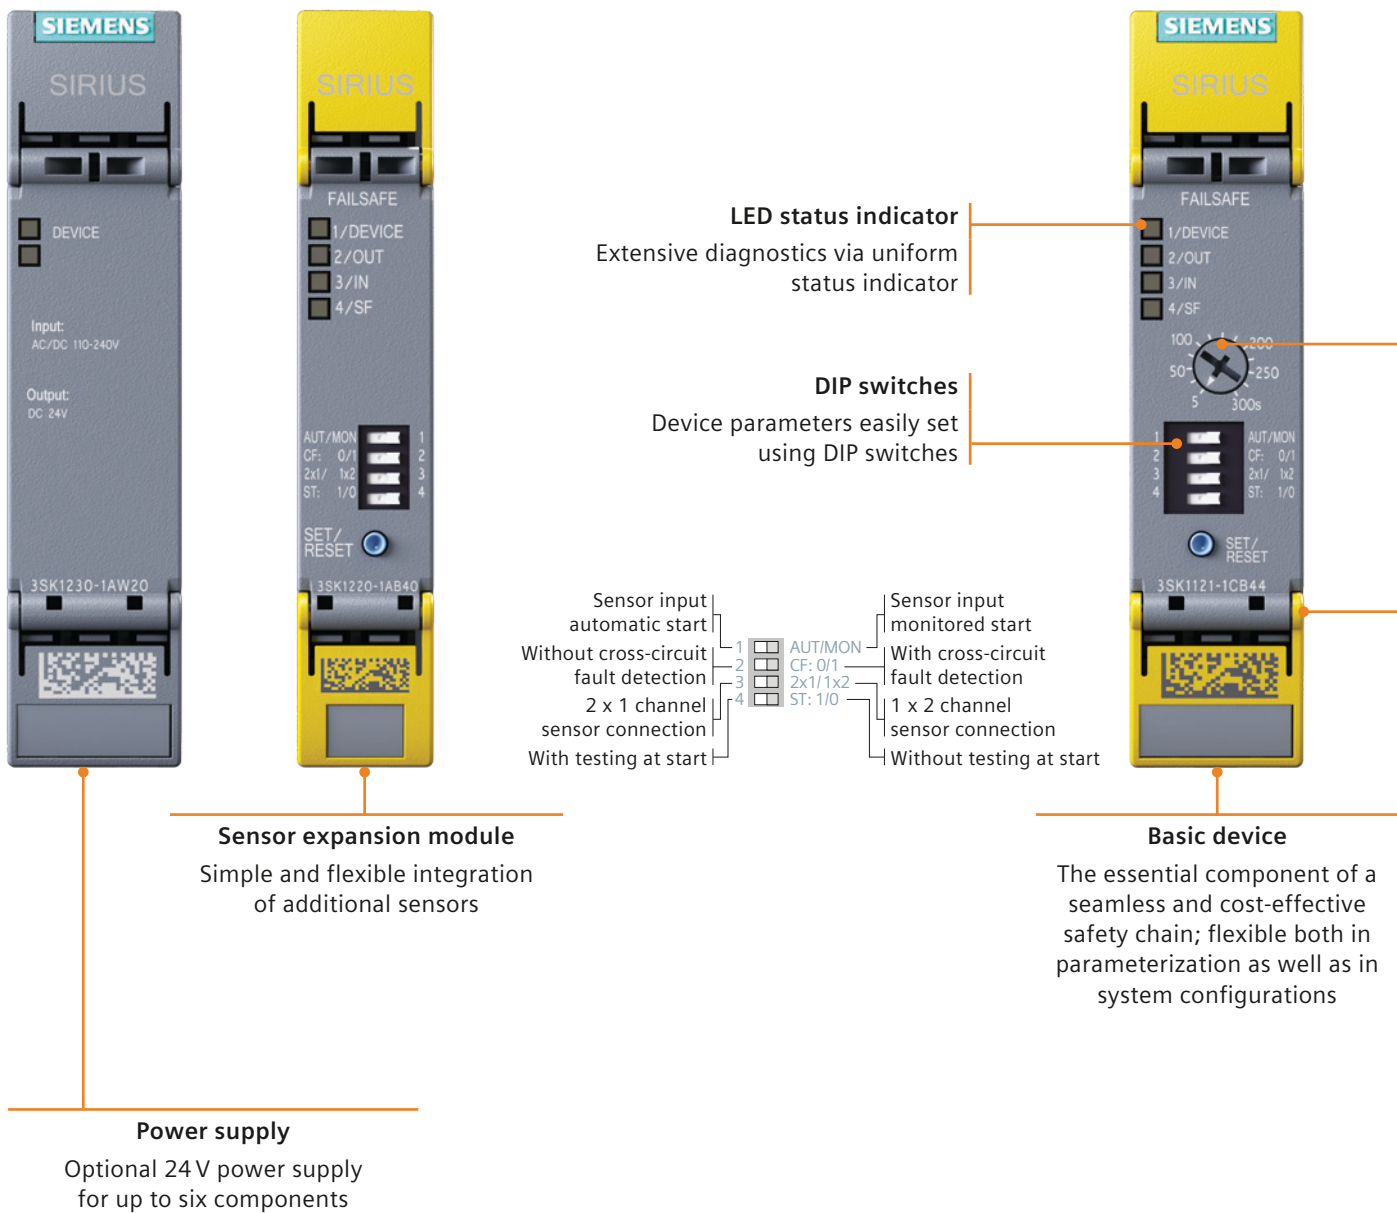 SIEMENS
SIRIUS
DEVICE
Input:
AC/DC 110-240V
Output:
DC 24V
3SK1230-1AW20
SIRIUS
FAILSAFE
1/DEVICE
2/OUT
3/IN
4/SF
AUT/MON 1
CF: 0/1 2
2x1/ 1x2 3
ST: 1/0 4
SET/
RESET
3SK1220-1AB40
LED status indicator
Extensive diagnostics via uniform
status indicator
DIP switches
Device parameters easily set
using DIP switches
SIEMENS
SIRIUS
FAILSAFE
1/DEVICE
2/OUT
3/IN
4/SF
100 200
50 250
5 300s
1 AUT/MON
2 CF: 0/1
3 2x1/ 1x2
4 ST: 1/0
SET/
RESET
3SK1121-1CB44
Sensor input
automatic start
Without cross-circuit
fault detection
2 x 1 channel
sensor connection
With testing at start
1 AUT/MON
2 CF: 0/1
3 2x1/1x2
4 ST: 1/0
Sensor input
monitored start
With cross-circuit
fault detection
1 x 2 channel
sensor connection
Without testing at start
Sensor expansion module
Simple and flexible integration
of additional sensors
Basic device
The essential component of a
seamless and cost-effective
safety chain; flexible both in
parameterization as well as in
system configurations
Power supply
Optional 24 V power supply
for up to six components